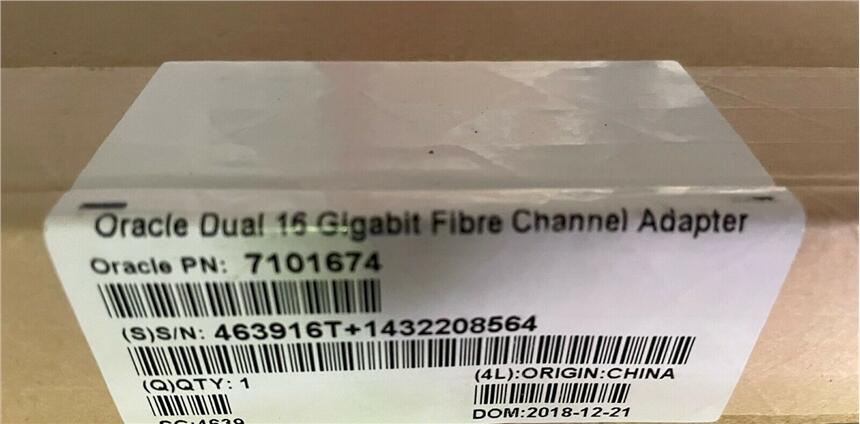 Oracle Dual 16 Gigabit Fibre Channel Adapter
Oracle PN: 7101674
(S)S/N: 463916T+1432208564
(Q)QTY: 1
(4L):ORIGIN:CHINA
DOM:2018-12-21